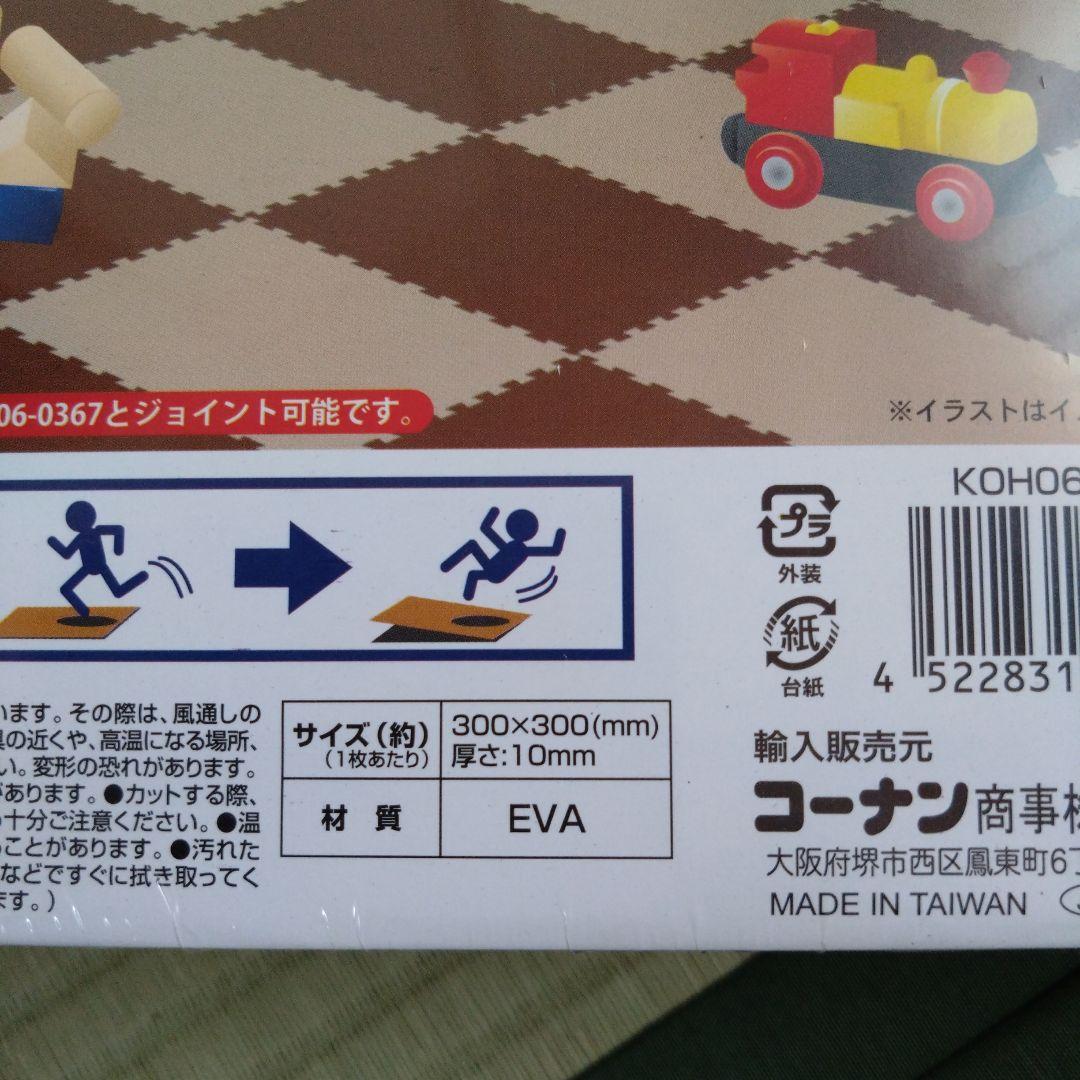 06-0367とジョイント可能です。
※イラストはイ
KOH06
プラ
外装
紙
台紙
4 522831
います。その際は、風通しの
具の近くや、高温になる場所、
い。変形の恐れがあります。
があります。●カットする際、
十分ご注意ください。●温
ことがあります。●汚れた
などですぐに拭き取ってく
ます。)
サイズ(約)
(1枚あたり)
300×300(mm)
厚さ:10mm
材 質
EVA
輸入販売元
コーナン商事株
大阪府堺市西区鳳東町6丁
MADE IN TAIWAN